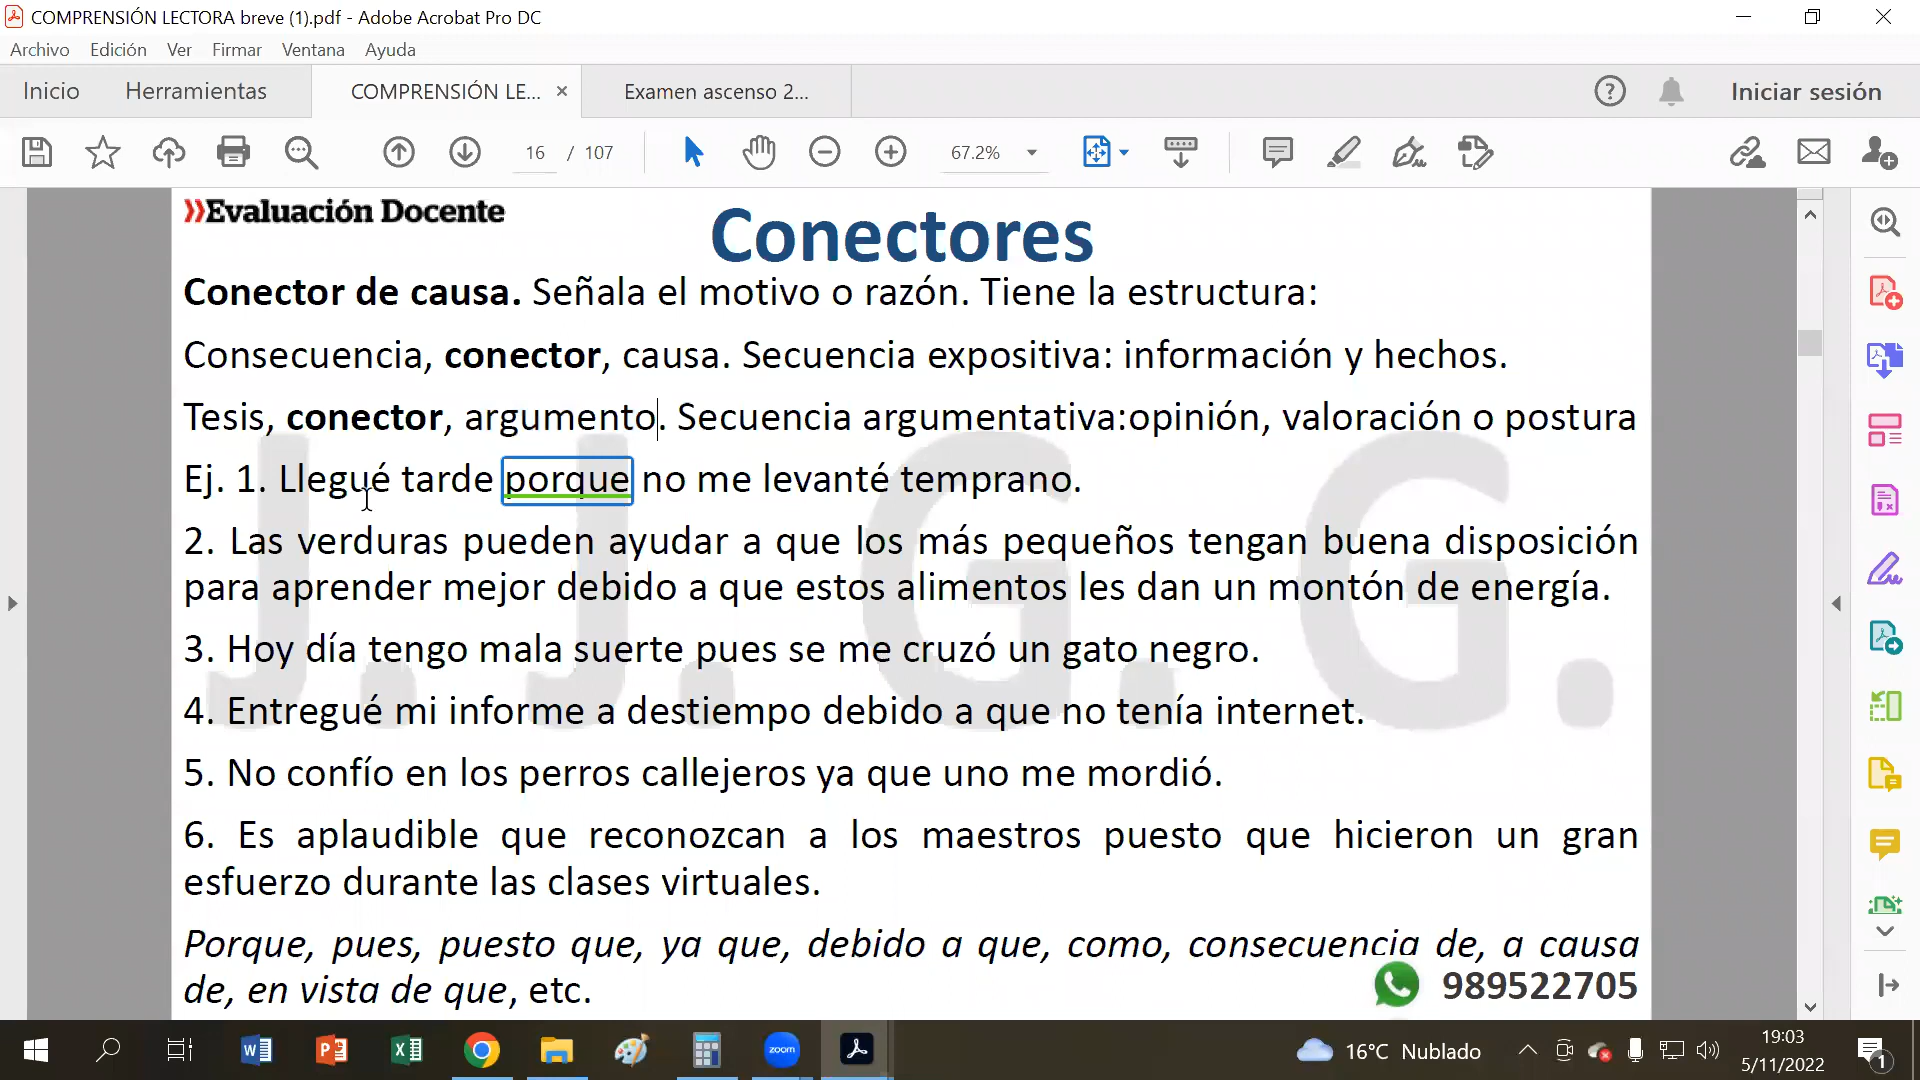 COMPRENSIÓN LECTORA breve (1).pdf - Adobe Acrobat Pro DC
Archivo Edición Ver Firmar Ventana Ayuda
Inicio Herramientas COMPRENSIÓN LE... × Examen ascenso 2... Iniciar sesión
16 / 107 67.2%
Evaluación Docente
Conectores
Conector de causa. Señala el motivo o razón. Tiene la estructura:
Consecuencia, conector, causa. Secuencia expositiva: información y hechos.
Tesis, conector, argumento. Secuencia argumentativa:opinión, valoración o postura
Ej. 1. Llegué tarde porque no me levanté temprano.
2. Las verduras pueden ayudar a que los más pequeños tengan buena disposición
para aprender mejor debido a que estos alimentos les dan un montón de energía.
3. Hoy día tengo mala suerte pues se me cruzó un gato negro.
4. Entregué mi informe a destiempo debido a que no tenía internet.
5. No confío en los perros callejeros ya que uno me mordió.
6. Es aplaudible que reconozcan a los maestros puesto que hicieron un gran
esfuerzo durante las clases virtuales.
Porque, pues, puesto que, ya que, debido a que, como, consecuencia de, a causa
de, en vista de que, etc.
989522705
J. J. G. G.
zoom
16°C Nublado
19:03
5/11/2022
1